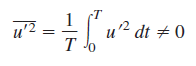 $\overline{u'^2} = \frac{1}{T} \int_0^T u'^2 \, dt \neq 0$